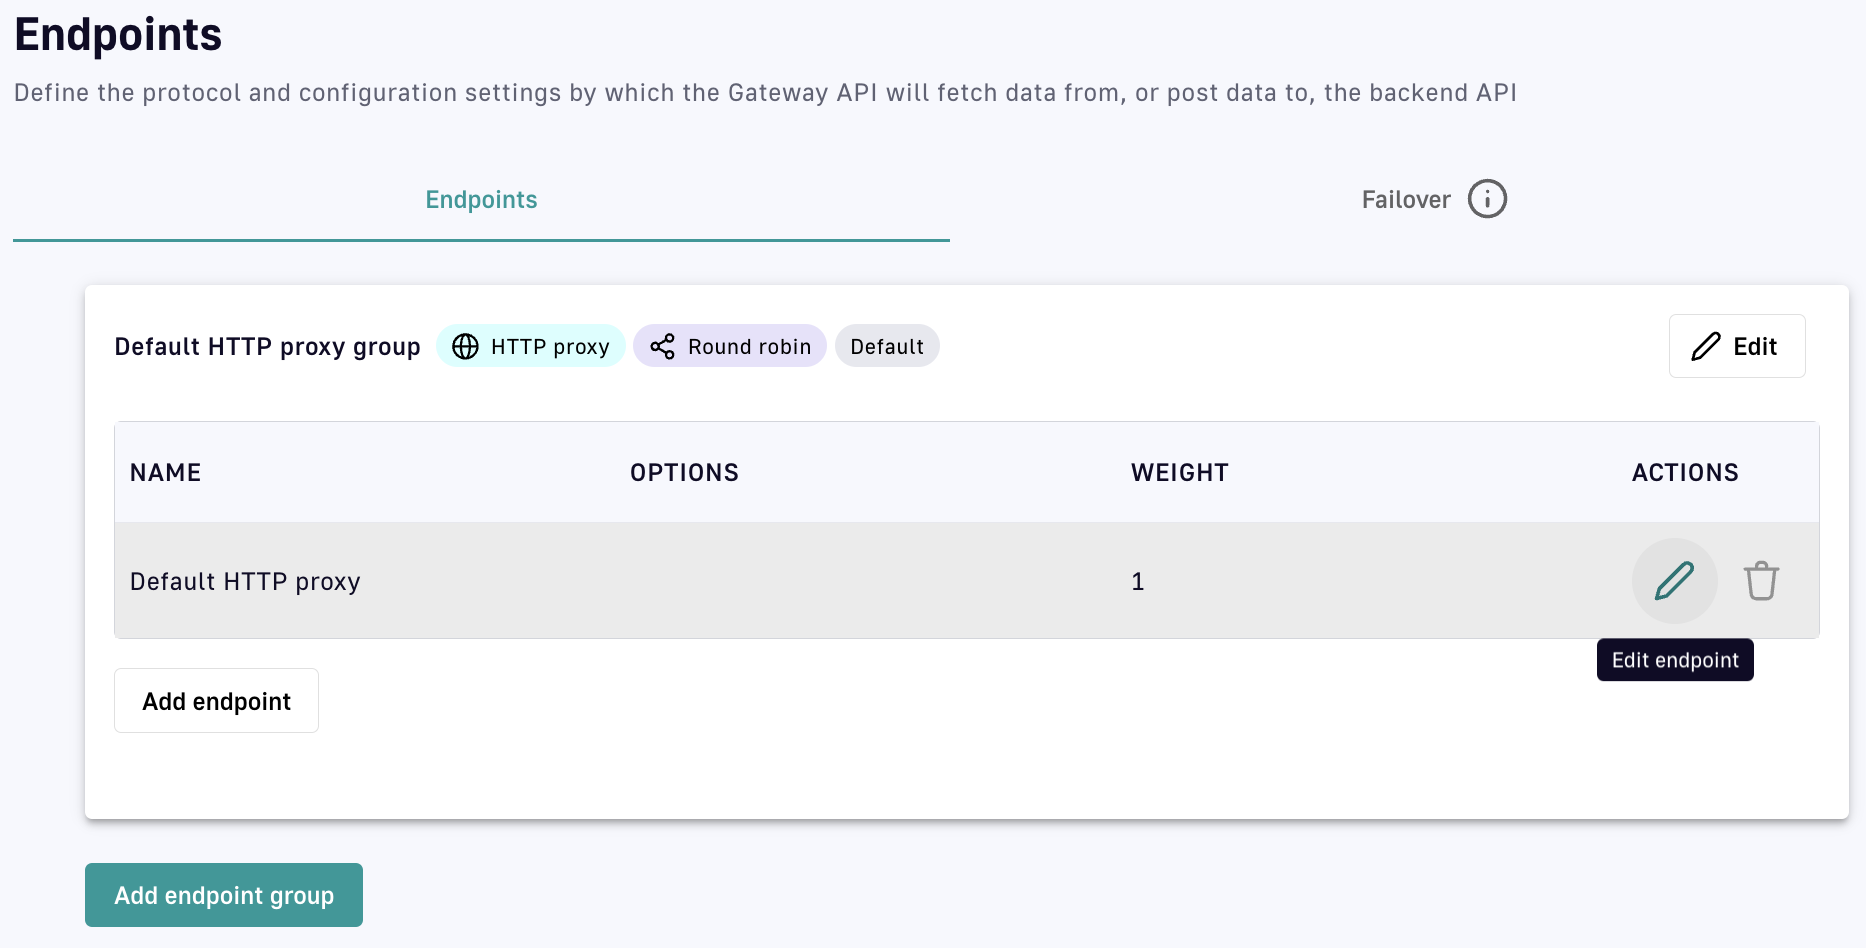 Endpoints
Define the protocol and configuration settings by which the Gateway API will fetch data from, or post data to, the backend API
Endpoints
Failover
Default HTTP proxy group
HTTP proxy
Round robin
Default
Edit
NAME OPTIONS WEIGHT ACTIONS
Default HTTP proxy 1
Edit endpoint
Add endpoint
Add endpoint group